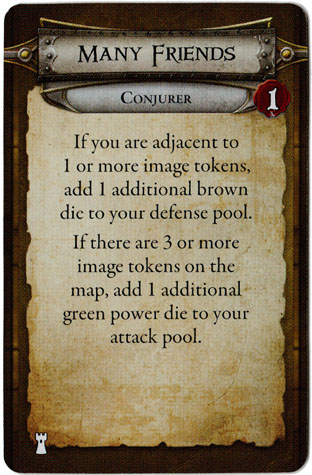 MANY FRIENDS
CONJURER
1
If you are adjacent to
1 or more image tokens,
add 1 additional brown
die to your defense pool.
If there are 3 or more
image tokens on the
map, add 1 additional
green power die to your
attack pool.